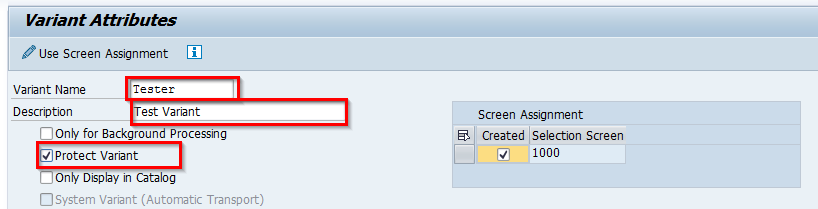 Variant Attributes
Use Screen Assignment
Variant Name Tester
Description Test Variant
Only for Background Processing
Protect Variant
Only Display in Catalog
System Variant (Automatic Transport)
Screen Assignment
Created Selection Screen
1000